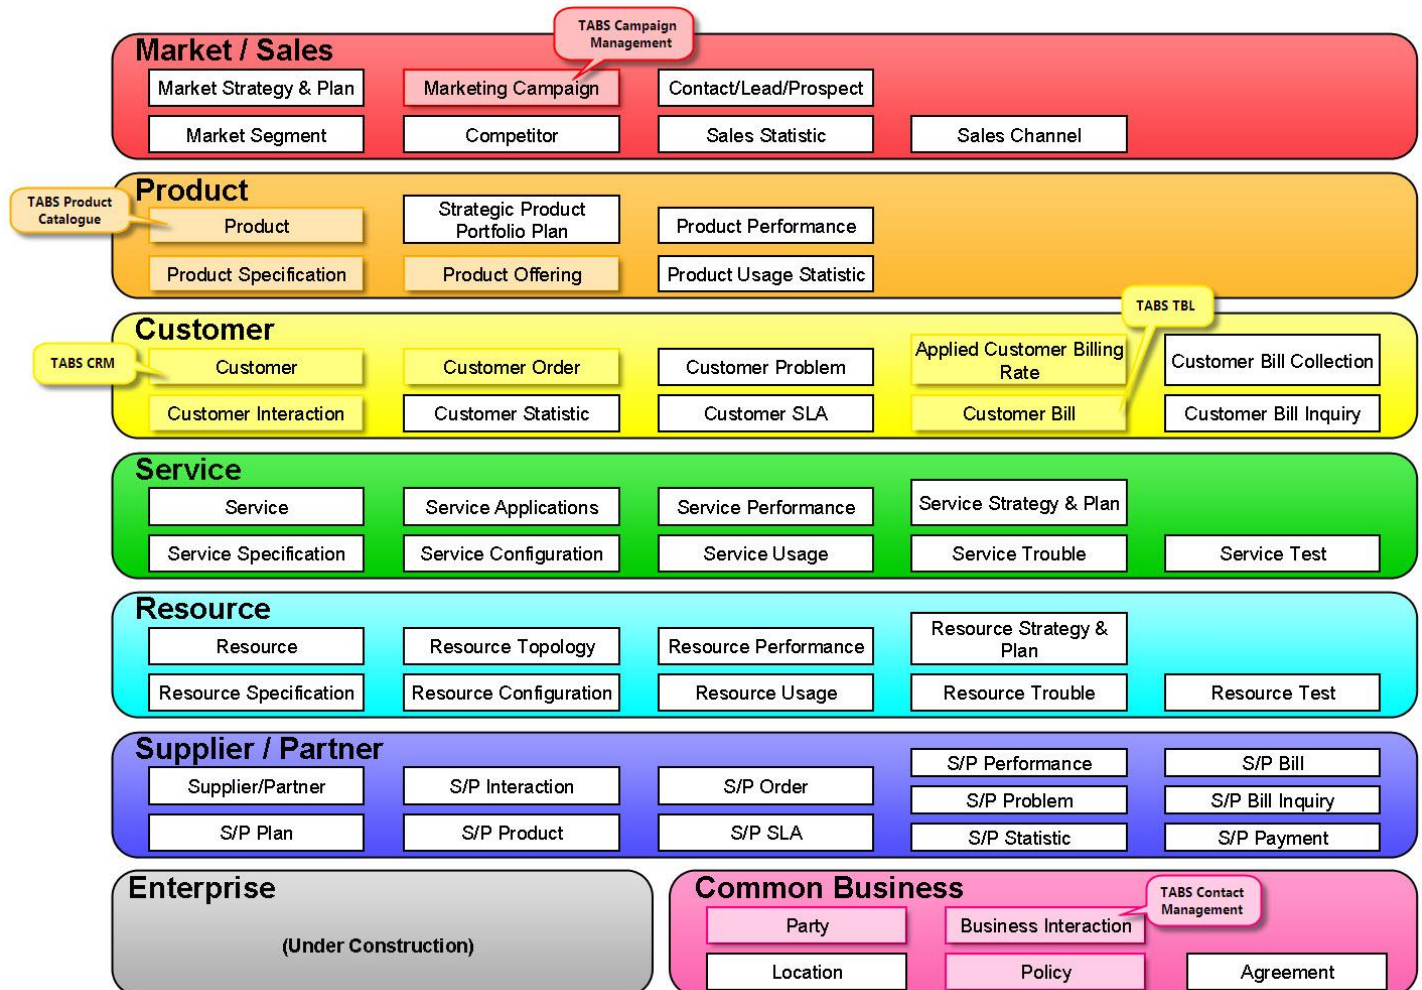 TABS Campaign
Management
Market / Sales
Market Strategy & Plan
Marketing Campaign
Contact/Lead/Prospect
Market Segment
Competitor
Sales Statistic
Sales Channel
TABS Product
Catalogue
Product
Product
Strategic Product
Portfolio Plan
Product Performance
Product Specification
Product Offering
Product Usage Statistic
TABS TBL
Customer
TABS CRM
Customer
Customer Order
Customer Problem
Applied Customer Billing
Rate
Customer Bill Collection
Customer Interaction
Customer Statistic
Customer SLA
Customer Bill
Customer Bill Inquiry
Service
Service
Service Applications
Service Performance
Service Strategy & Plan
Service Specification
Service Configuration
Service Usage
Service Trouble
Service Test
Resource
Resource
Resource Topology
Resource Performance
Resource Strategy &
Plan
Resource Specification
Resource Configuration
Resource Usage
Resource Trouble
Resource Test
Supplier / Partner
Supplier/Partner
S/P Interaction
S/P Order
S/P Performance
S/P Bill
S/P Problem
S/P Bill Inquiry
S/P Plan
S/P Product
S/P SLA
S/P Statistic
S/P Payment
Enterprise
(Under Construction)
Common Business
TABS Contact
Management
Party
Business Interaction
Location
Policy
Agreement